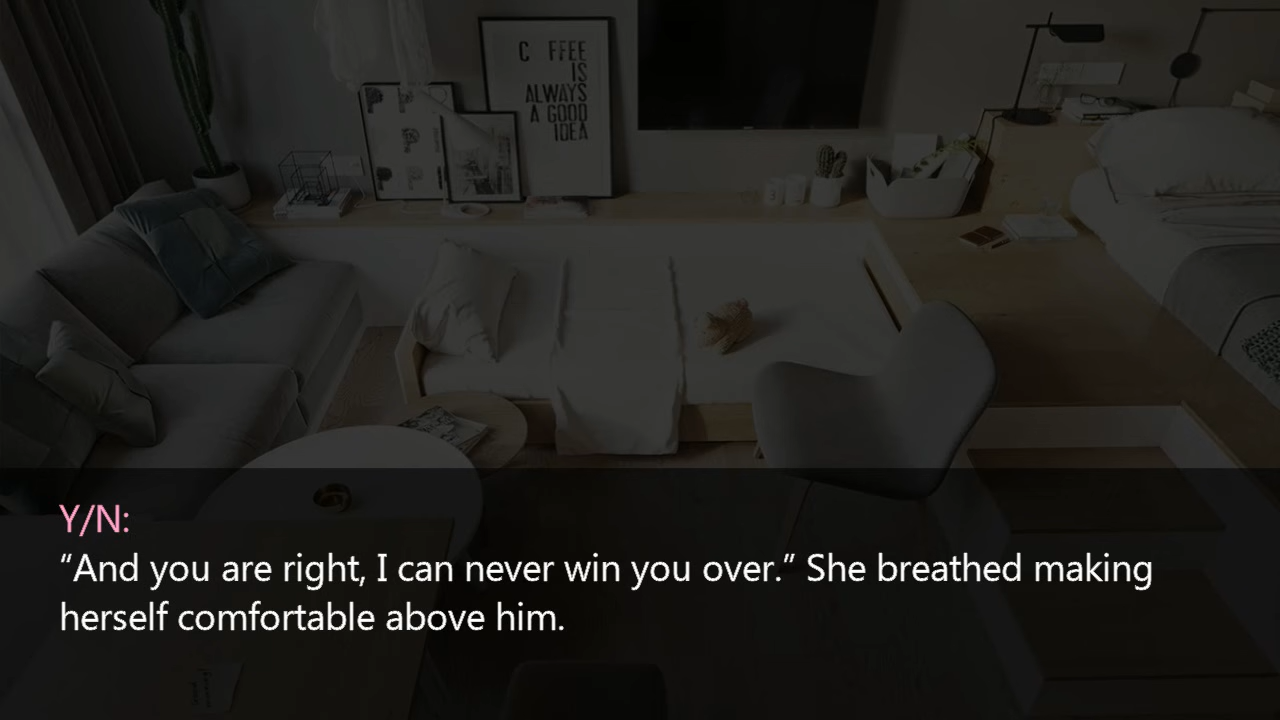 C FFEE
IS
ALWAYS
A GOOD
IDEA
Y/N:
“And you are right, I can never win you over.” She breathed making
herself comfortable above him.